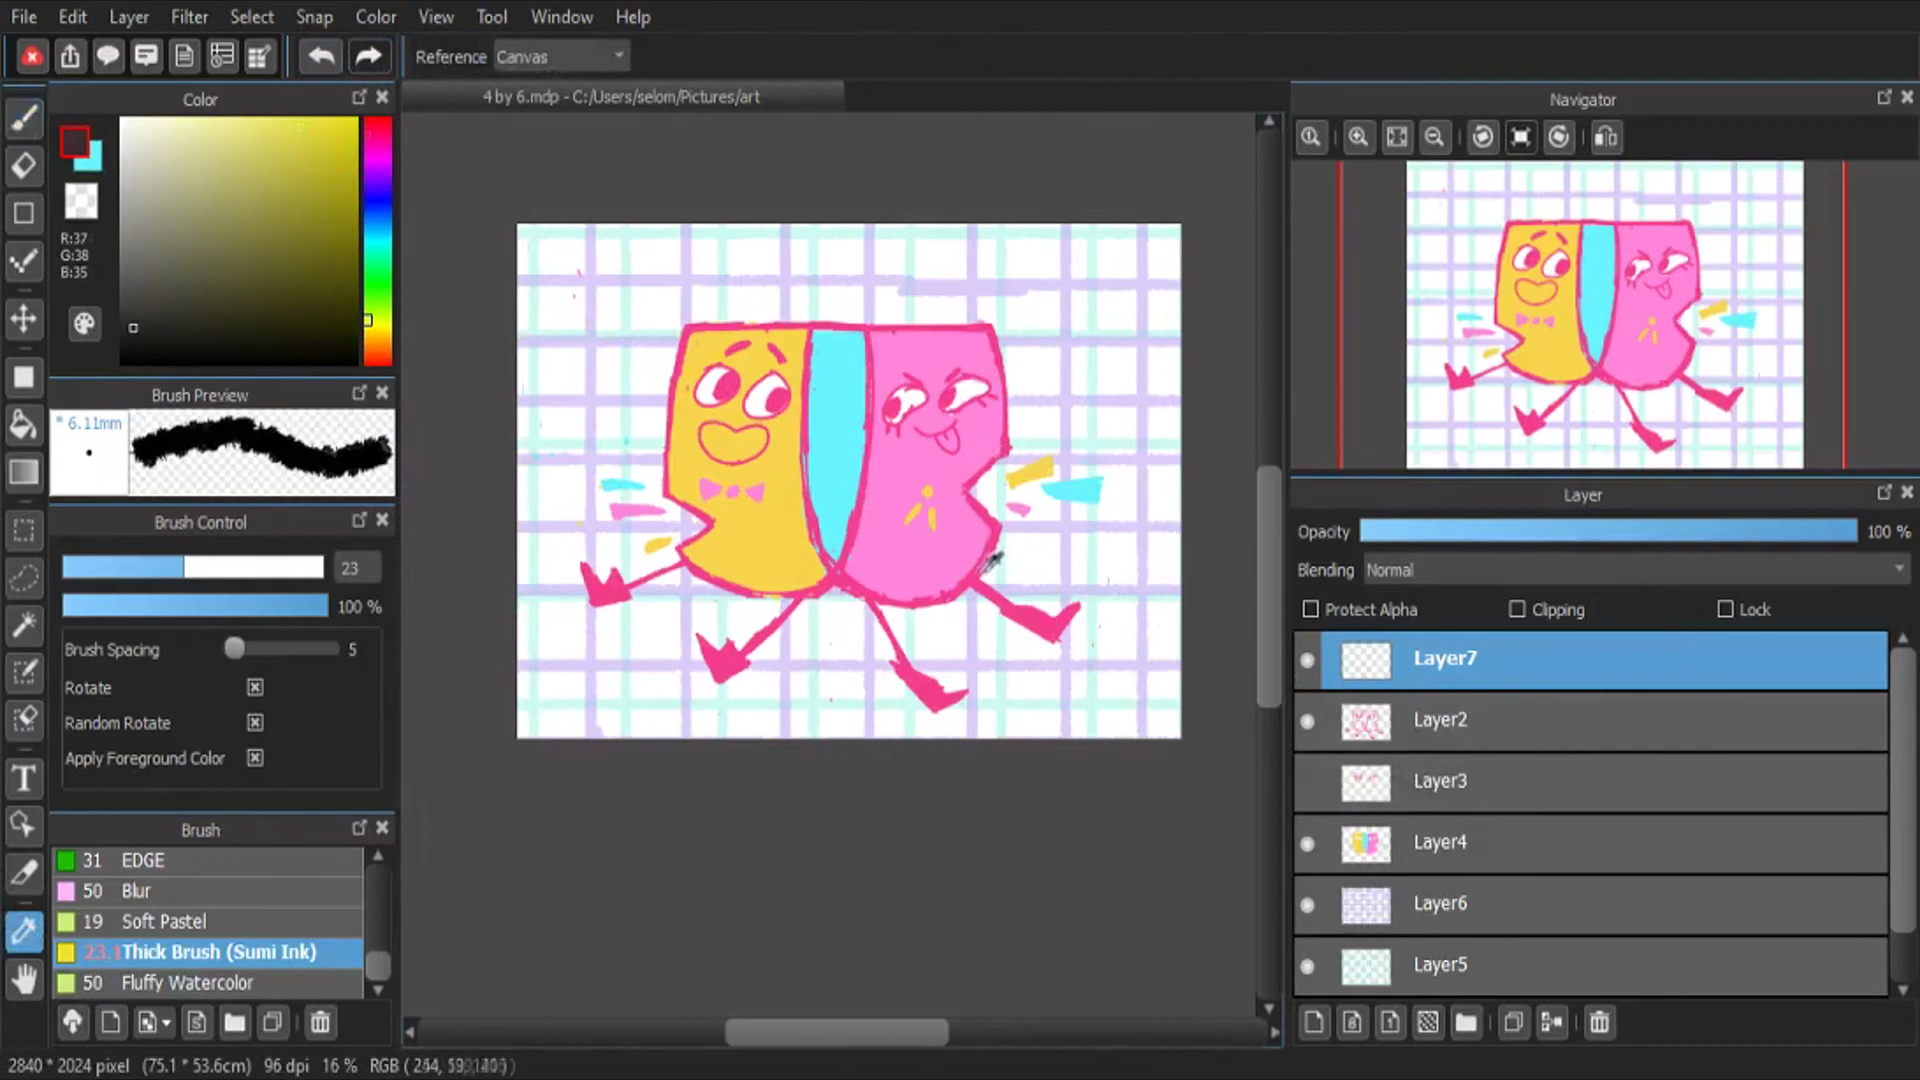 File Edit Layer Filter Select Snap Color View Tool Window Help
Reference Canvas
Color
4 by 6.mdp - C:/Users/selom/Pictures/art
Navigator
R:37
G:38
B:35
Brush Preview
* 6.11mm
Brush Control
23
100 %
Brush Spacing 5
Rotate
Random Rotate
Apply Foreground Color
Brush
31 EDGE
50 Blur
19 Soft Pastel
23.1 Thick Brush (Sumi Ink)
50 Fluffy Watercolor
Layer
Opacity 100 %
Blending Normal
Protect Alpha Clipping Lock
Layer7
Layer2
Layer3
Layer4
Layer6
Layer5
2840 * 2024 pixel (75.1 * 53.6cm) 96 dpi 16 % RGB